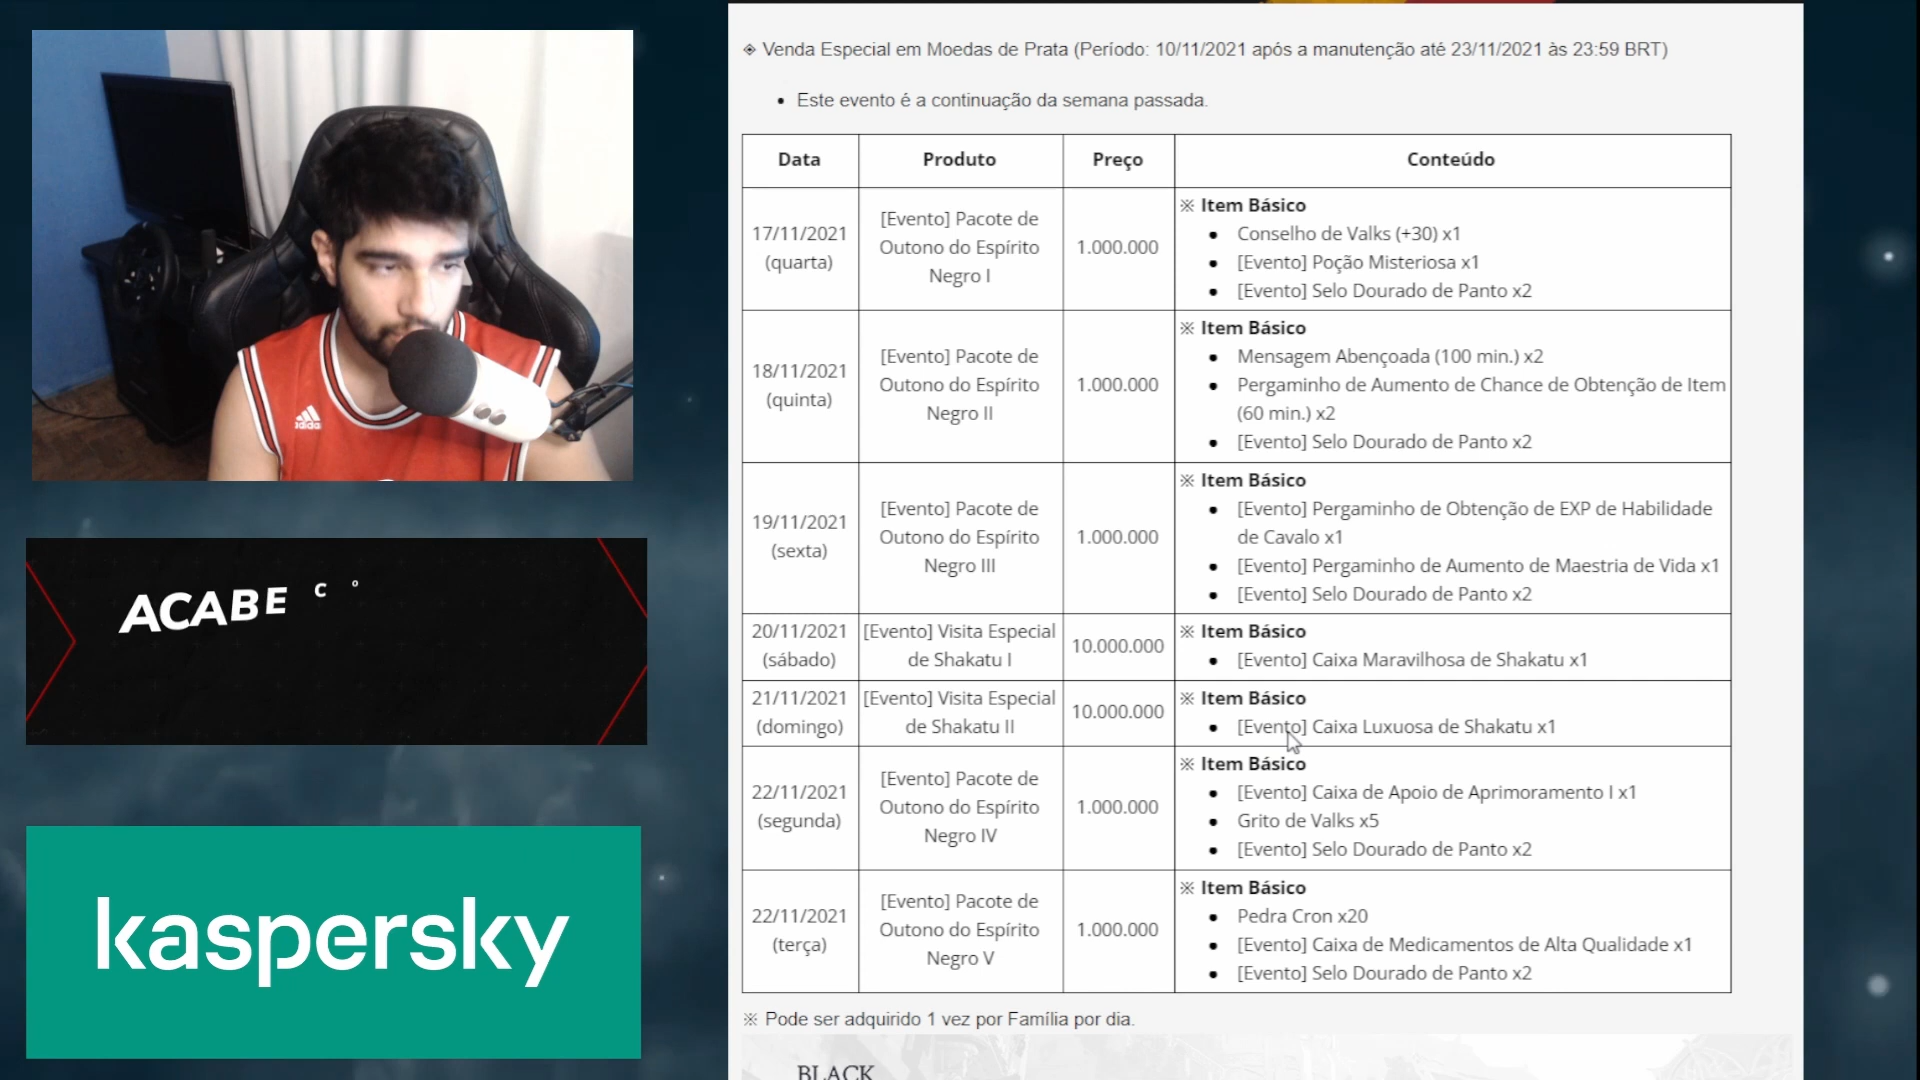 ◈ Venda Especial em Moedas de Prata (Período: 10/11/2021 após a manutenção até 23/11/2021 às 23:59 BRT)
• Este evento é a continuação da semana passada.
Data Produto Preço Conteúdo
17/11/2021
(quarta)
[Evento] Pacote de
Outono do Espírito
Negro I
1.000.000
※ Item Básico
• Conselho de Valks (+30) x1
• [Evento] Poção Misteriosa x1
• [Evento] Selo Dourado de Panto x2
18/11/2021
(quinta)
[Evento] Pacote de
Outono do Espírito
Negro II
1.000.000
※ Item Básico
• Mensagem Abençoada (100 min.) x2
• Pergaminho de Aumento de Chance de Obtenção de Item
(60 min.) x2
• [Evento] Selo Dourado de Panto x2
19/11/2021
(sexta)
[Evento] Pacote de
Outono do Espírito
Negro III
1.000.000
※ Item Básico
• [Evento] Pergaminho de Obtenção de EXP de Habilidade
de Cavalo x1
• [Evento] Pergaminho de Aumento de Maestria de Vida x1
• [Evento] Selo Dourado de Panto x2
20/11/2021
(sábado)
[Evento] Visita Especial
de Shakatu I
10.000.000
※ Item Básico
• [Evento] Caixa Maravilhosa de Shakatu x1
21/11/2021
(domingo)
[Evento] Visita Especial
de Shakatu II
10.000.000
※ Item Básico
• [Evento] Caixa Luxuosa de Shakatu x1
22/11/2021
(segunda)
[Evento] Pacote de
Outono do Espírito
Negro IV
1.000.000
※ Item Básico
• [Evento] Caixa de Apoio de Aprimoramento I x1
• Grito de Valks x5
• [Evento] Selo Dourado de Panto x2
22/11/2021
(terça)
[Evento] Pacote de
Outono do Espírito
Negro V
1.000.000
※ Item Básico
• Pedra Cron x20
• [Evento] Caixa de Medicamentos de Alta Qualidade x1
• [Evento] Selo Dourado de Panto x2
※ Pode ser adquirido 1 vez por Família por dia.
BLACK
adidas
ACABE C o
kaspersky